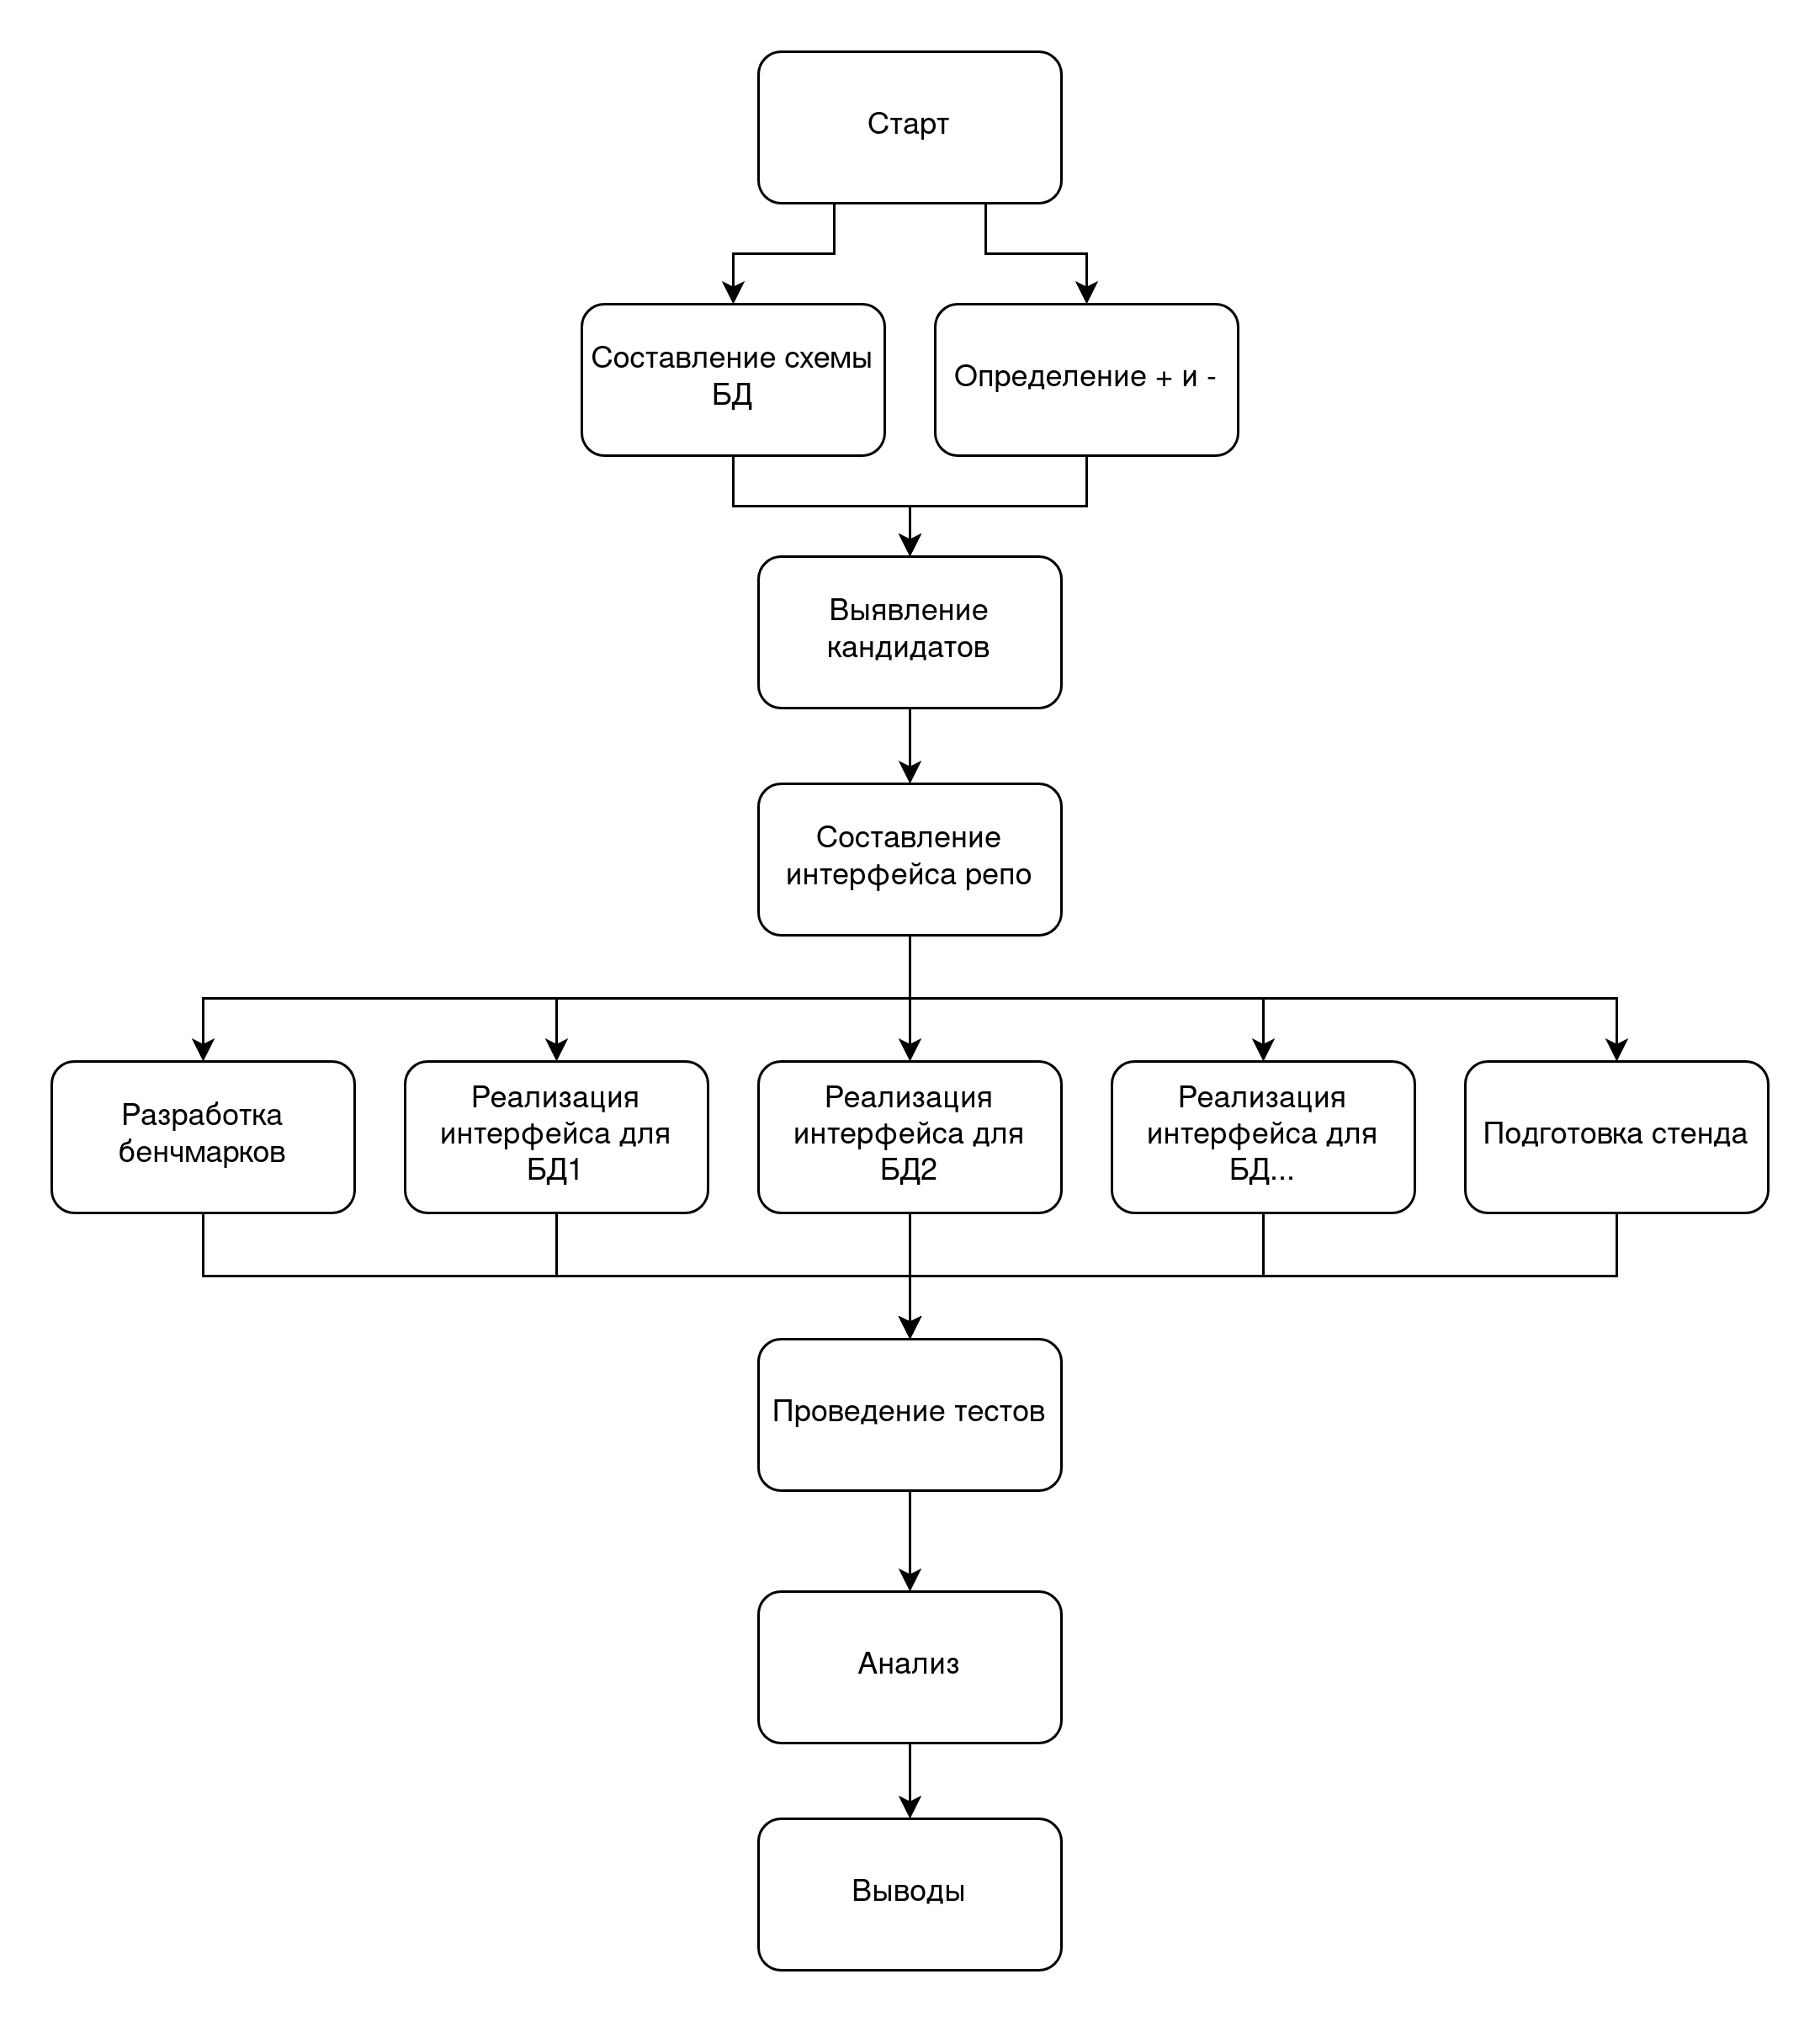 Старт
Составление схемы
БД
Определение + и -
Выявление
кандидатов
Составление
интерфейса репо
Разработка
бенчмарков
Реализация
интерфейса для
БД1
Реализация
интерфейса для
БД2
Реализация
интерфейса для
БД...
Подготовка стенда
Проведение тестов
Анализ
Выводы